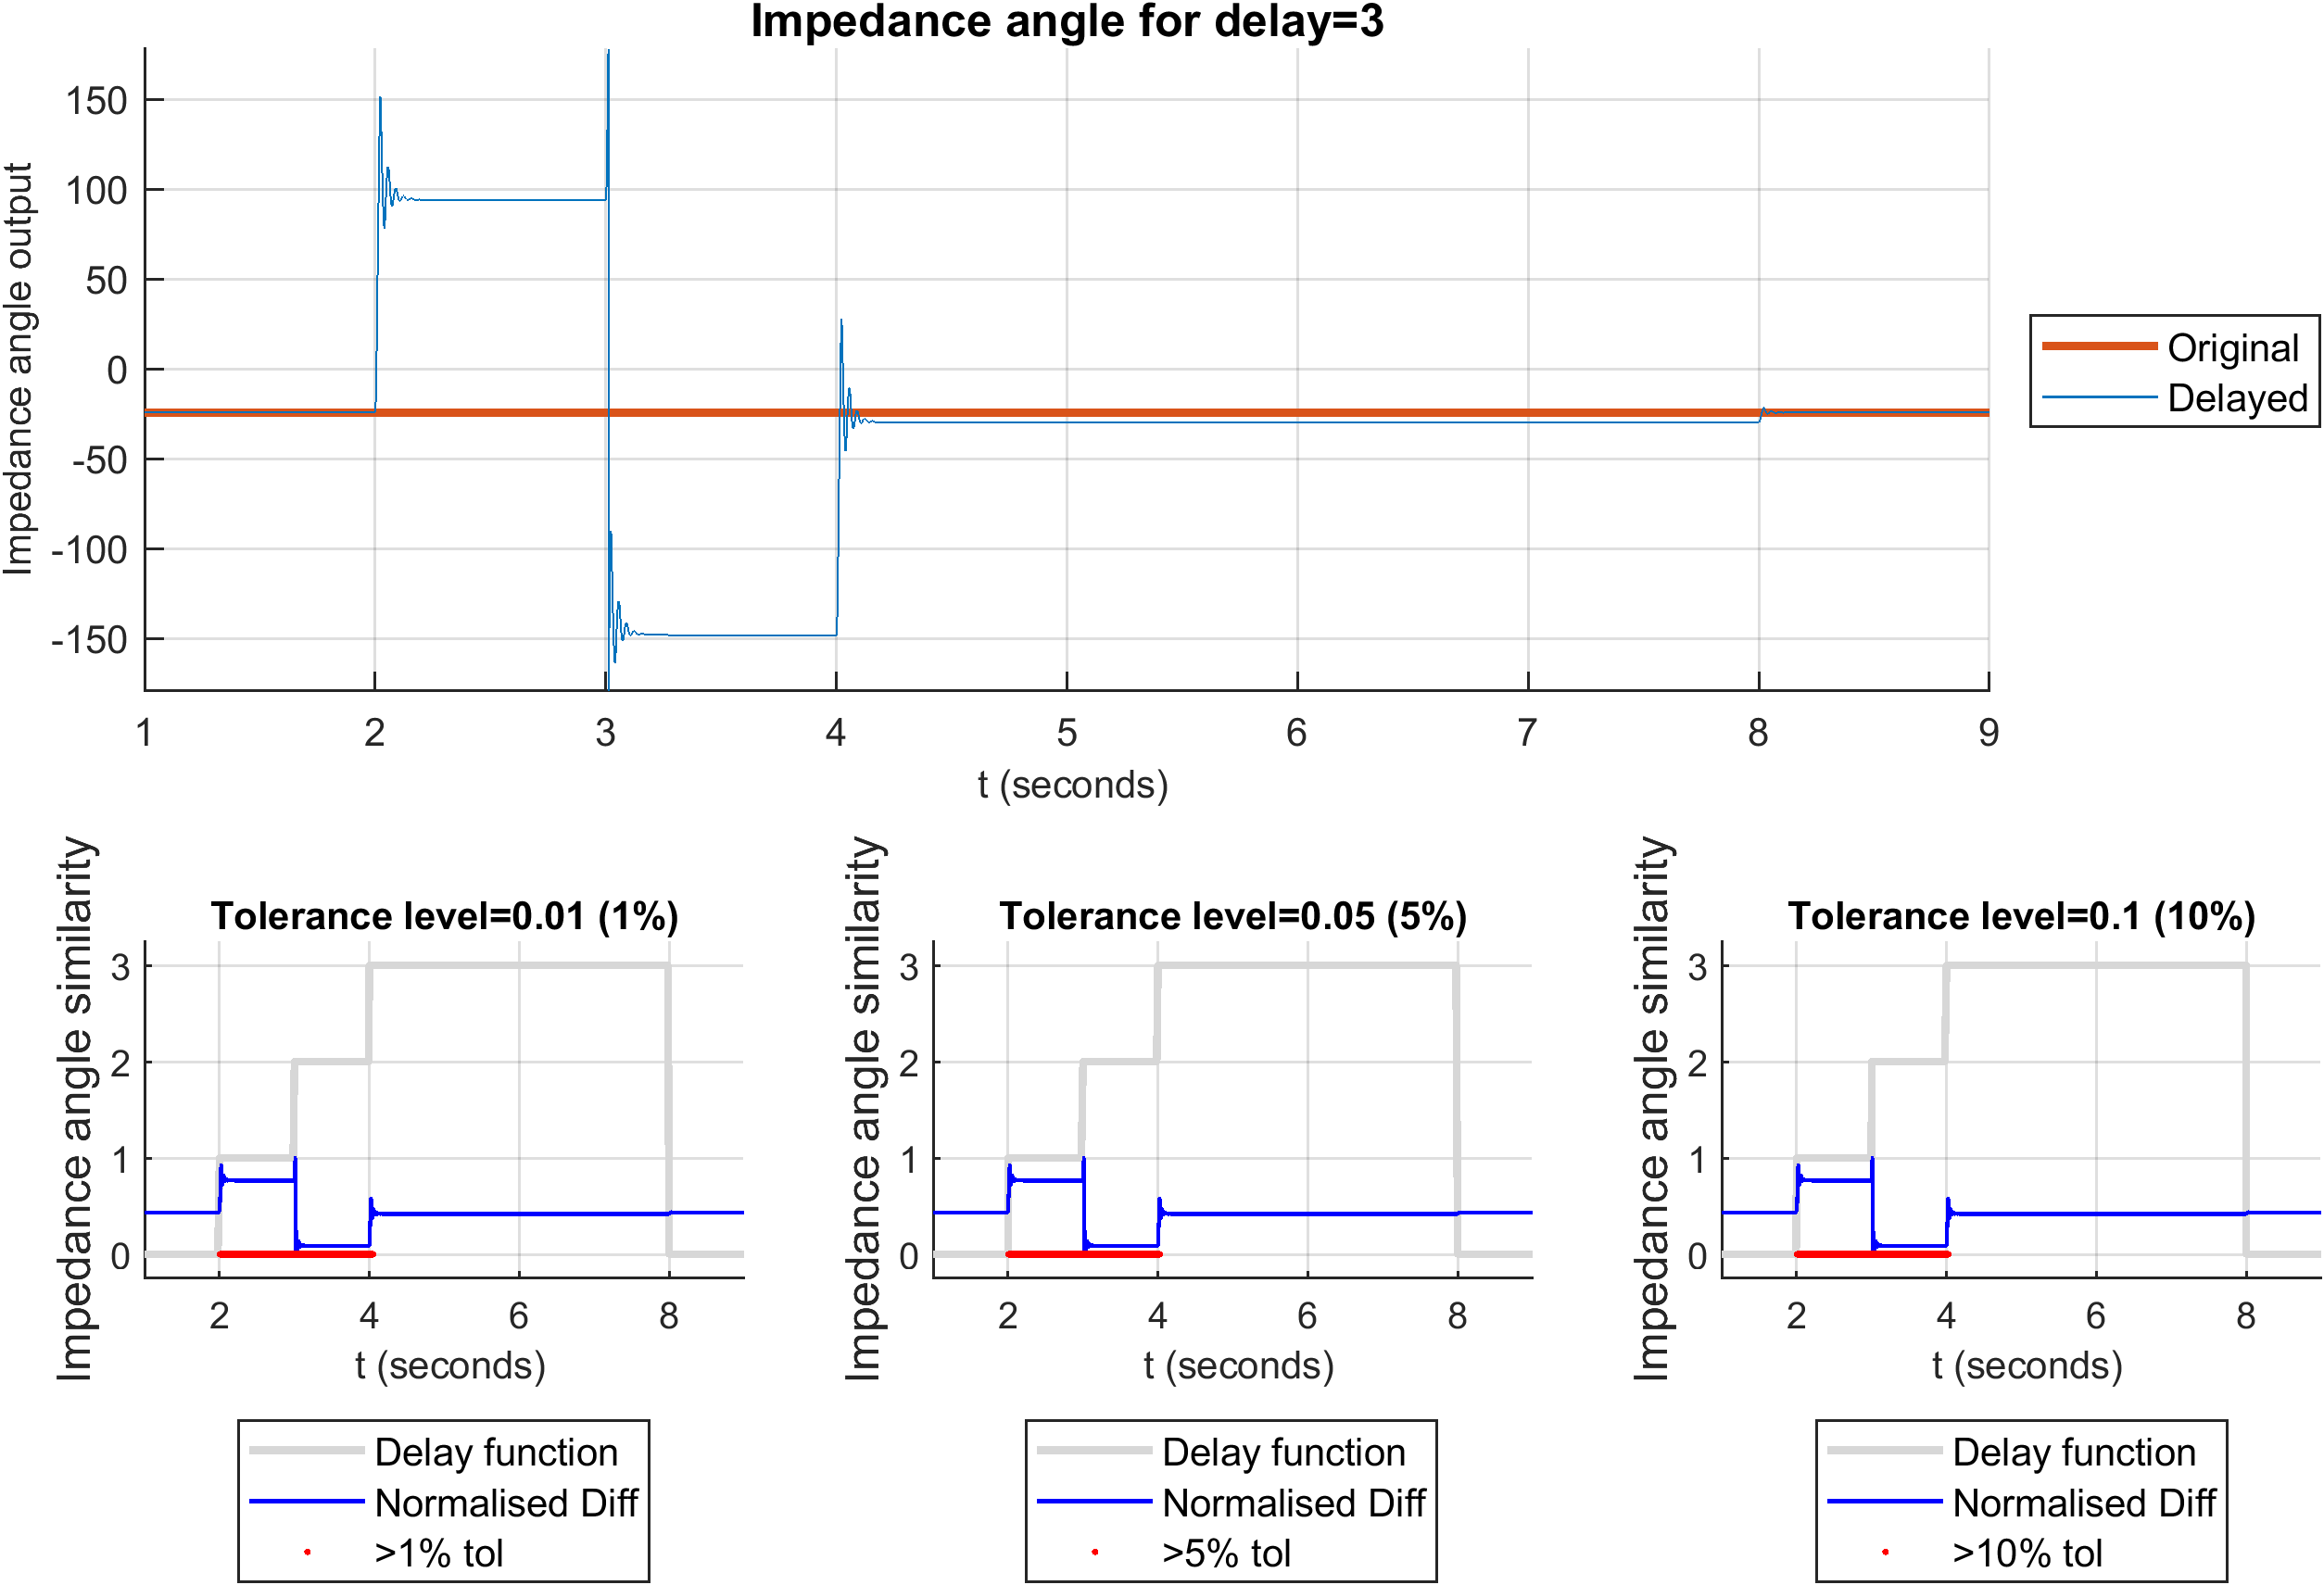 Impedance angle for delay=3
Impedance angle output
150
100
50
0
-50
-100
-150
1 2 3 4 5 6 7 8 9
t (seconds)
Original
Delayed
Tolerance level=0.01 (1%)
Impedance angle similarity
3
2
1
0
2 4 6 8
t (seconds)
Delay function
Normalised Diff
>1% tol
Tolerance level=0.05 (5%)
Impedance angle similarity
3
2
1
0
2 4 6 8
t (seconds)
Delay function
Normalised Diff
>5% tol
Tolerance level=0.1 (10%)
Impedance angle similarity
3
2
1
0
2 4 6 8
t (seconds)
Delay function
Normalised Diff
>10% tol